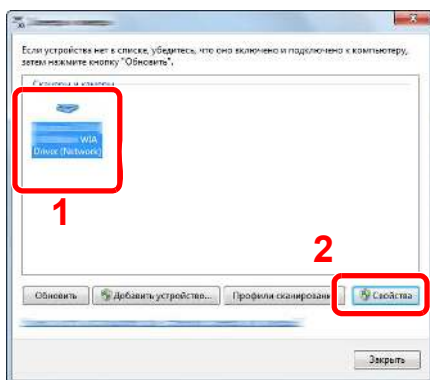 Если устройства нет в списке, убедитесь, что оно включено и подключено к компьютеру,
затем нажмите кнопку "Обновить".
Сканеры и камеры
WIA
Driver (Network)
1
2
Обновить
Добавить устройство...
Профили сканирования
Свойства
Закрыть